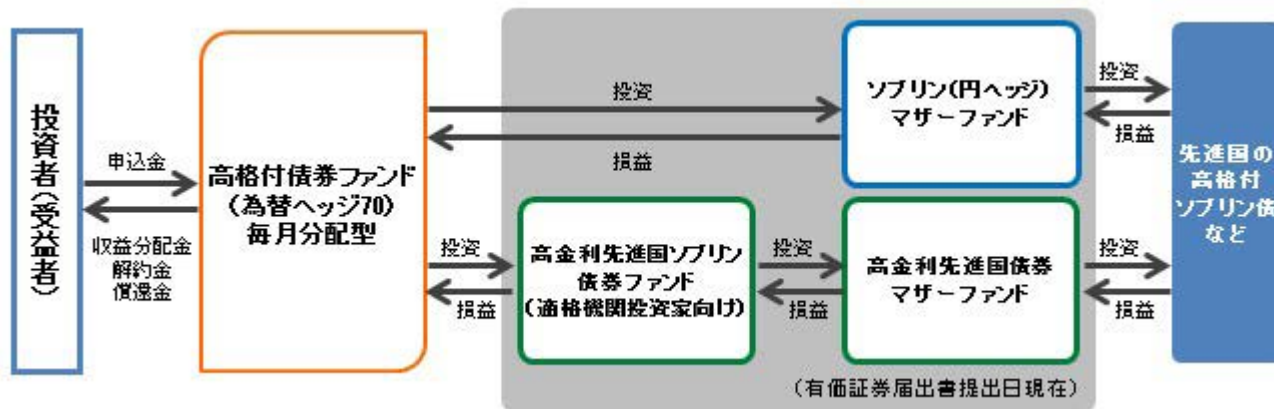 投資者(受益者)
申込金
収益分配金
解約金
償還金
高格付債券ファンド
(為替ヘッジ70)
毎月分配型
投資
損益
ソブリン(円ヘッジ)
マザーファンド
投資
損益
投資
損益
高金利先進国ソブリン
債券ファンド
(適格機関投資家向け)
投資
損益
高金利先進国債券
マザーファンド
投資
損益
先進国の
高格付
ソブリン債
など
(有価証券届出書提出日現在)